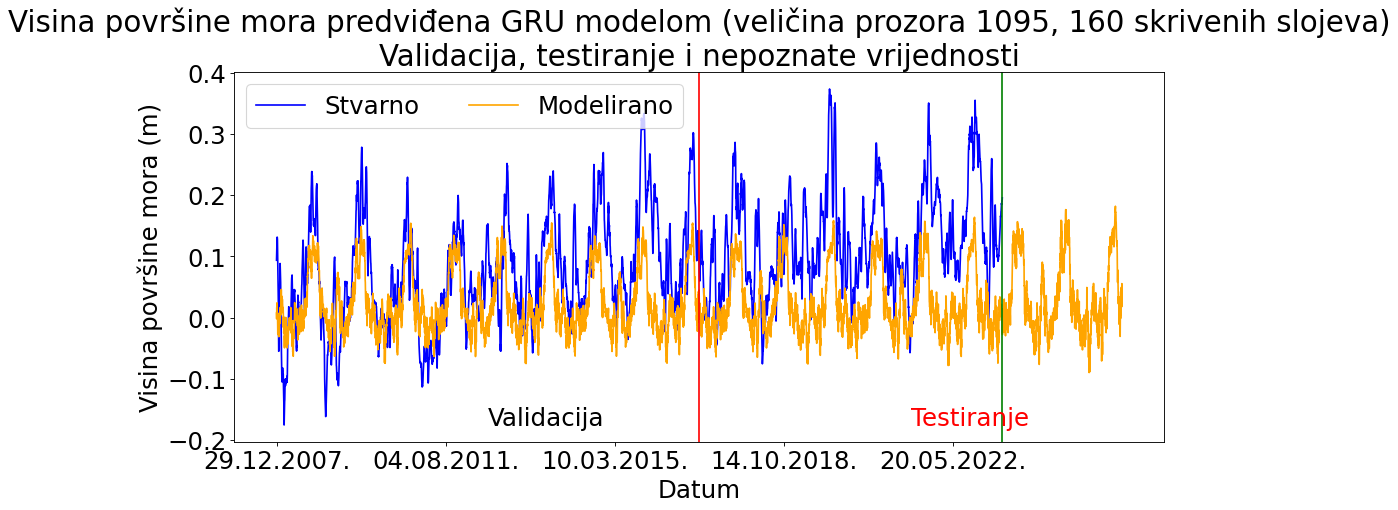 Visina površine mora predviđena GRU modelom (veličina prozora 1095, 160 skrivenih slojeva)
Validacija, testiranje i nepoznate vrijednosti
Visina površine mora (m)
0.4
0.3
0.2
0.1
0.0
−0.1
−0.2
Stvarno Modelirano
Validacija Testiranje
29.12.2007. 04.08.2011. 10.03.2015. 14.10.2018. 20.05.2022.
Datum